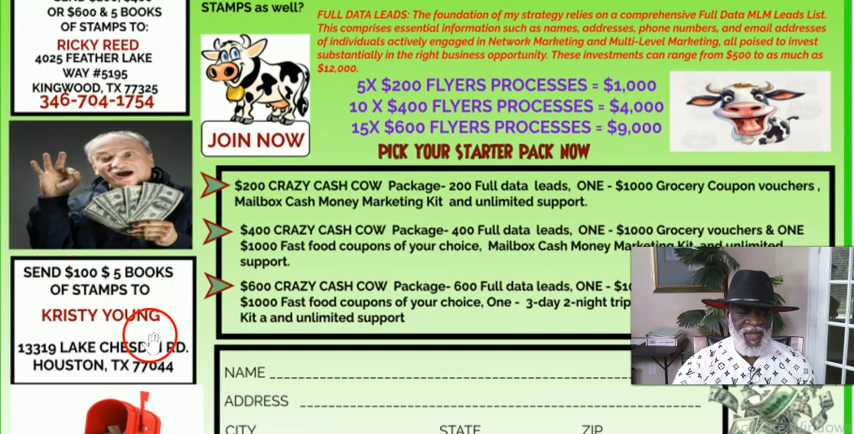 OR $600 & 5 BOOKS
OF STAMPS TO:
RICKY REED
4025 FEATHER LAKE
WAY #5195
KINGWOOD, TX 77325
346-704-1754
STAMPS as well?
FULL DATA LEADS: The foundation of my strategy relies on a comprehensive Full Data MLM Leads List.
This comprises essential information such as names, addresses, phone numbers, and email addresses
of individuals actively engaged in Network Marketing and Multi-Level Marketing, all poised to invest
substantially in the right business opportunity. These investments can range from $500 to as much as
$12,000.
5X $200 FLYERS PROCESSES = $1,000
10 X $400 FLYERS PROCESSES = $4,000
15X $600 FLYERS PROCESSES = $9,000
JOIN NOW
PICK YOUR STARTER PACK NOW
$200 CRAZY CASH COW Package- 200 Full data leads, ONE - $1000 Grocery Coupon vouchers ,
Mailbox Cash Money Marketing Kit and unlimited support.
$400 CRAZY CASH COW Package- 400 Full data leads, ONE - $1000 Grocery vouchers & ONE
$1000 Fast food coupons of your choice, Mailbox Cash Money Marketing Kit and unlimited
support.
$600 CRAZY CASH COW Package- 600 Full data leads, ONE -
$1000 Fast food coupons of your choice, One - 3-day 2-night trip
Kit a and unlimited support
SEND $100 $ 5 BOOKS
OF STAMPS TO
KRISTY YOUNG
13319 LAKE RD.
HOUSTON, TX 77044
NAME
ADDRESS
CITY STATE ZIP